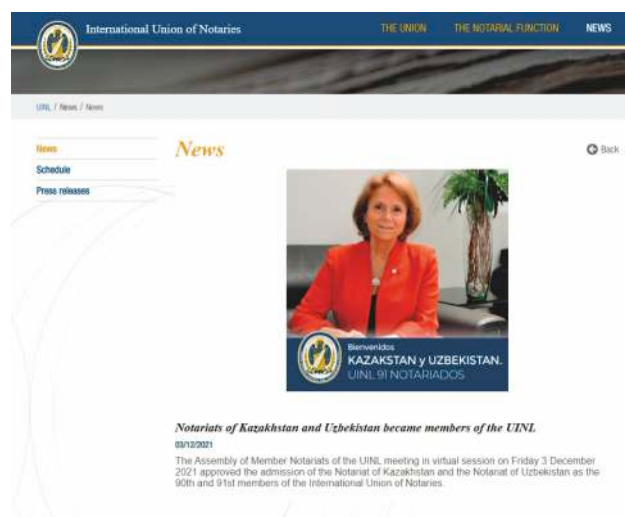 International Union of Notaries
THE UNION THE NOTARIAL FUNCTION NEWS
UINL / News / News
News
Schedule
Press releases
News
Back
Bienvenidos
KAZAKSTAN y UZBEKISTAN.
UINL 91 NOTARIADOS
Notariats of Kazakhstan and Uzbekistan became members of the UINL
03/12/2021
The Assembly of Member Notariats of the UINL meeting in virtual session on Friday 3 December
2021 approved the admission of the Notariat of Kazakhstan and the Notariat of Uzbekistan as the
90th and 91st members of the International Union of Notaries.